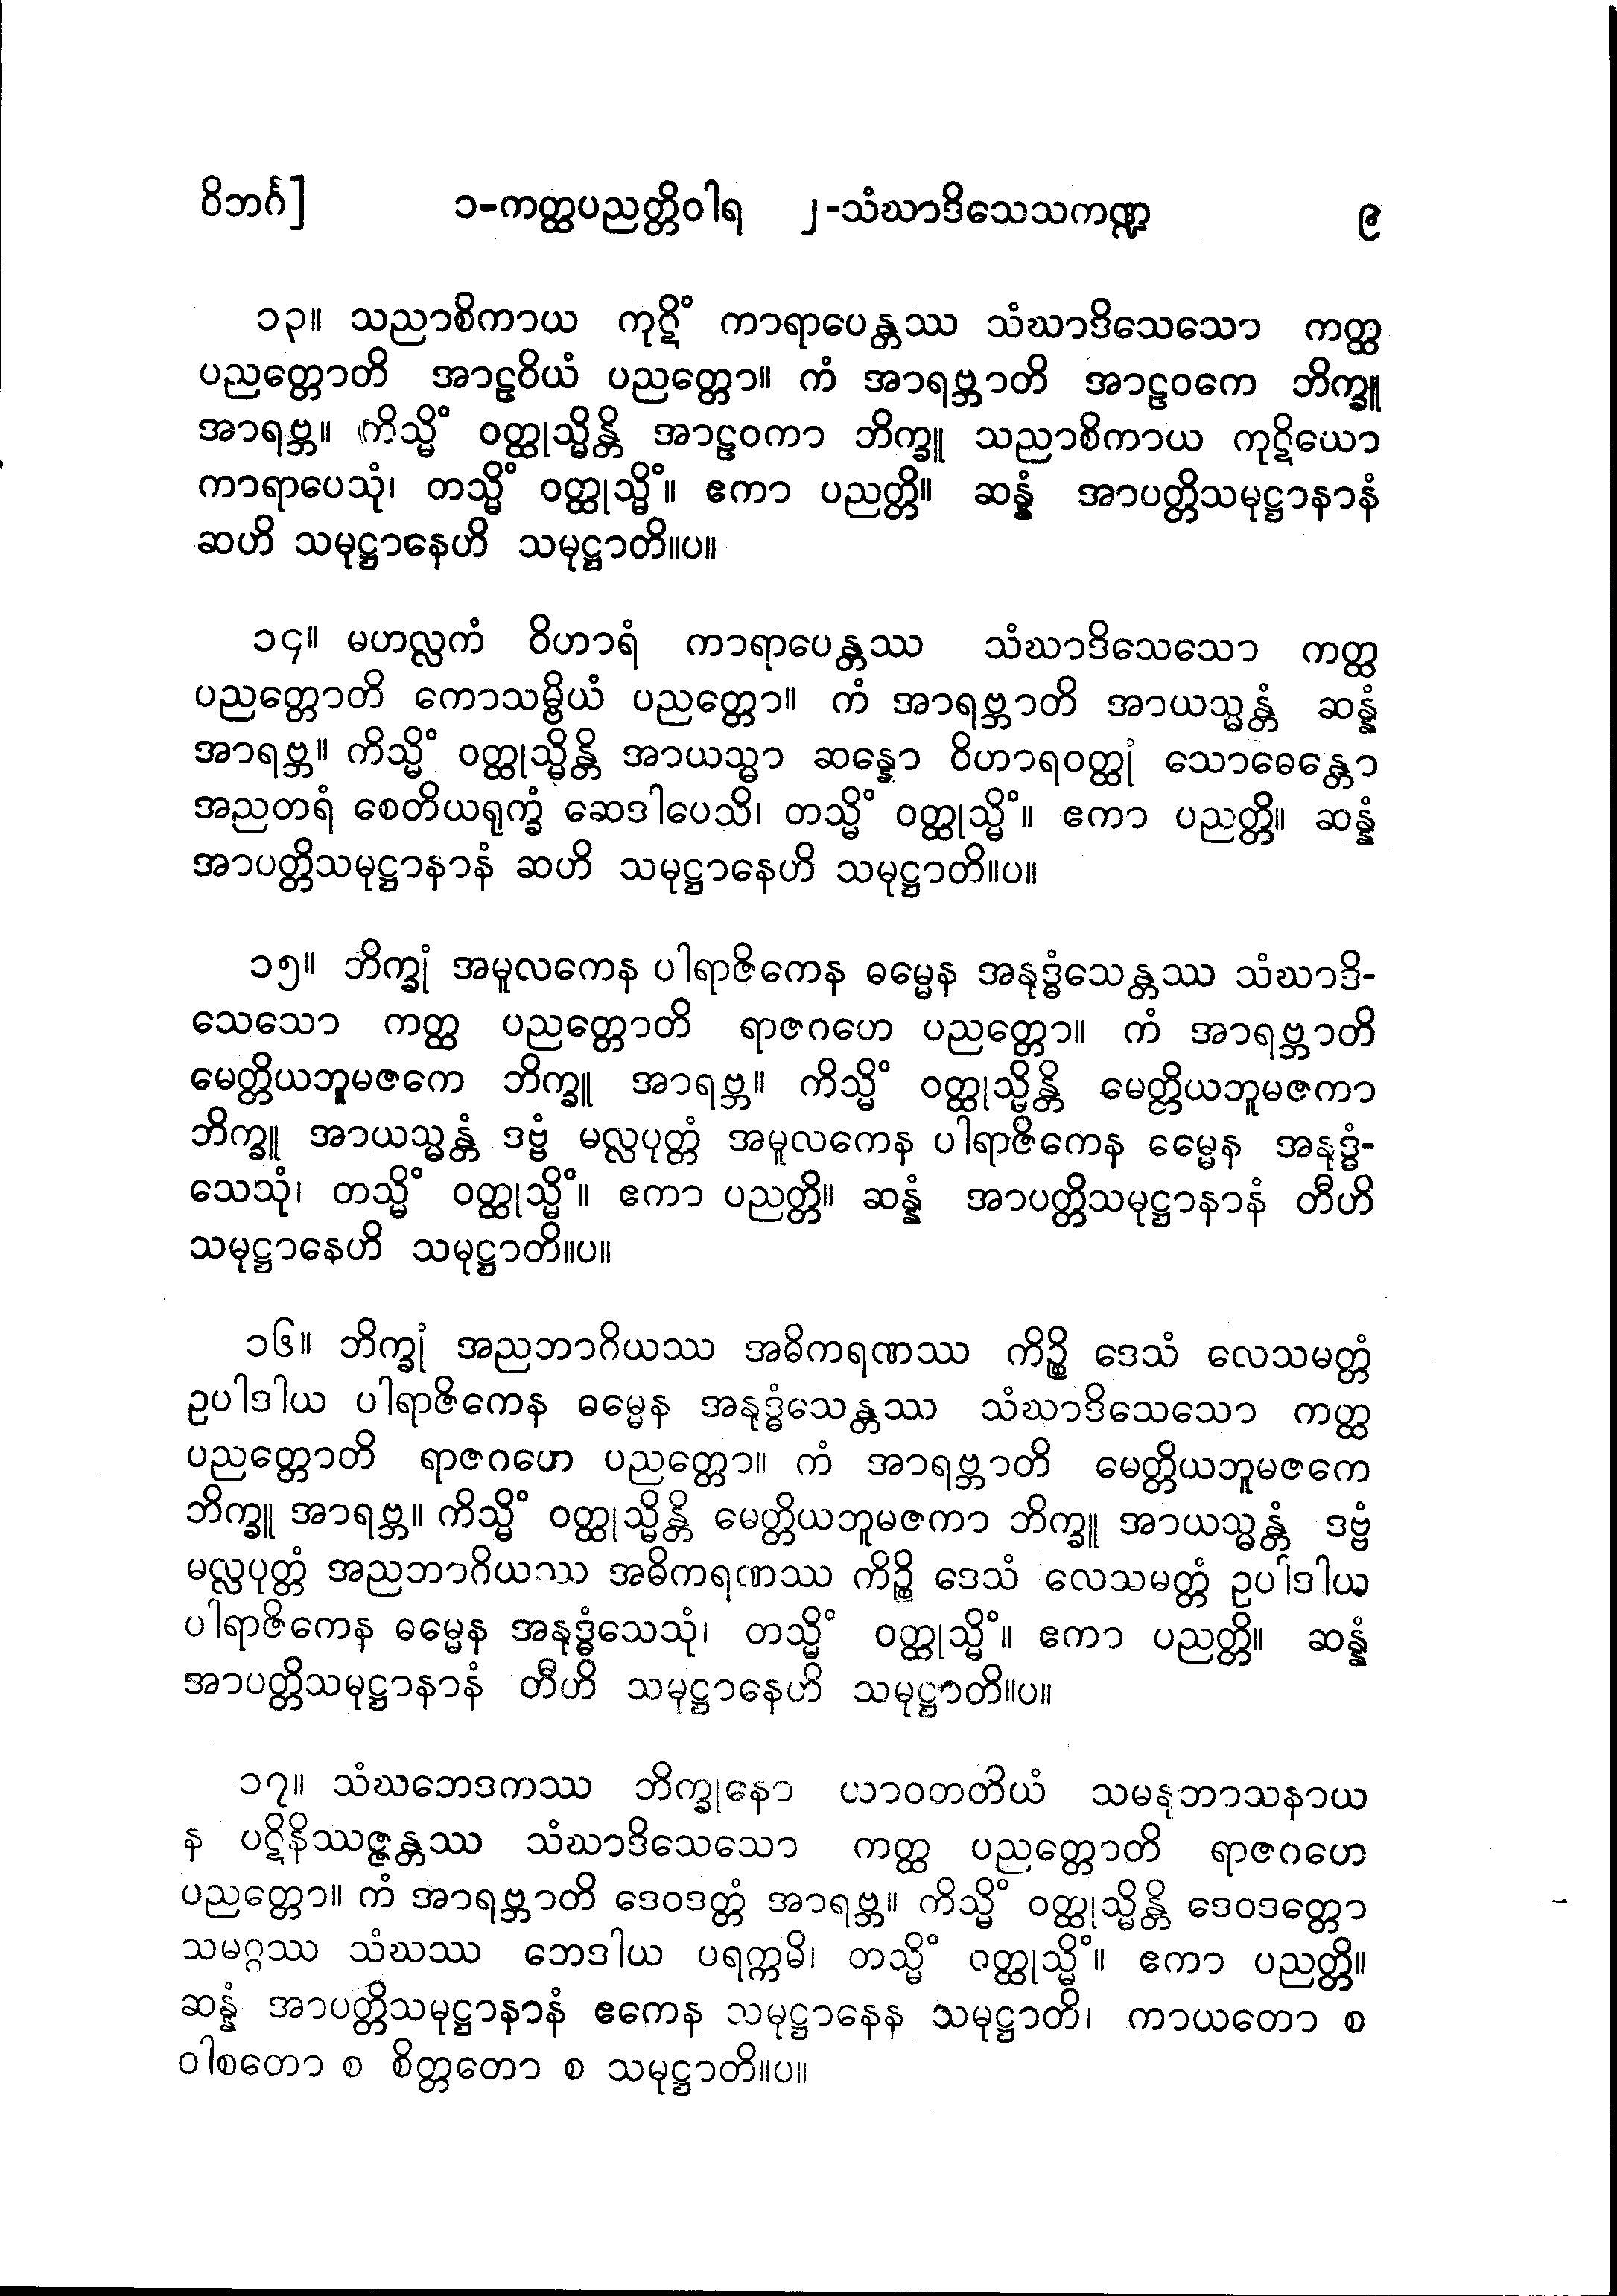 ဝိဘင်္ဂ] ၁-ကတ္ထပညတ္တိဝါရ ၂-သံဃာဒိသေသကဏ္ဍ ၉
၁၃။ သညာစိကာယ ကုဋိံ ကာရာပေန္တဿ သံဃာဒိသေသော ကတ္ထ
ပညတ္တောတိ အာဠဝိယံ ပညတ္တော။ ကံ အာရဗ္ဘာတိ အာဠဝကေ ဘိက္ခူ
အာရဗ္ဘ။ ကိသ္မိံ ဝတ္ထုသ္မိန္တိ အာဠဝကာ ဘိက္ခူ သညာစိကာယ ကုဋိယော
ကာရာပေသုံ၊ တသ္မိံ ဝတ္ထုသ္မိံ။ ဧကာ ပညတ္တိ။ ဆန္နံ အာပတ္တိသမုဋ္ဌာနာနံ
ဆဟိ သမုဋ္ဌာနေဟိ သမုဋ္ဌာတိ။ပ။
၁၄။ မဟလ္လကံ ဝိဟာရံ ကာရာပေန္တဿ သံဃာဒိသေသော ကတ္ထ
ပညတ္တောတိ ကောသမ္ဗိယံ ပညတ္တော။ ကံ အာရဗ္ဘာတိ အာယသ္မန္တံ ဆန္နံ
အာရဗ္ဘ။ ကိသ္မိံ ဝတ္ထုသ္မိန္တိ အာယသ္မာ ဆန္နော ဝိဟာရဝတ္ထုံ သောဓေန္တော
အညတရံ စေတိယရုက္ခံ ဆေဒါပေသိ၊ တသ္မိံ ဝတ္ထုသ္မိံ။ ဧကာ ပညတ္တိ။ ဆန္နံ
အာပတ္တိသမုဋ္ဌာနာနံ ဆဟိ သမုဋ္ဌာနေဟိ သမုဋ္ဌာတိ။ပ။
၁၅။ ဘိက္ခုံ အမူလကေန ပါရာဇိကေန ဓမ္မေန အနုဒ္ဓံသေန္တဿ သံဃာဒိ-
သေသော ကတ္ထ ပညတ္တောတိ ရာဇဂဟေ ပညတ္တော။ ကံ အာရဗ္ဘာတိ
မေတ္တိယဘူမဇကေ ဘိက္ခူ အာရဗ္ဘ။ ကိသ္မိံ ဝတ္ထုသ္မိန္တိ မေတ္တိယဘူမဇကာ
ဘိက္ခူ အာယသ္မန္တံ ဒဗ္ဗံ မလ္လပုတ္တံ အမူလကေန ပါရာဇိကေန ဓမ္မေန အနုဒ္ဓံ-
သေသုံ၊ တသ္မိံ ဝတ္ထုသ္မိံ။ ဧကာ ပညတ္တိ။ ဆန္နံ အာပတ္တိသမုဋ္ဌာနာနံ တီဟိ
သမုဋ္ဌာနေဟိ သမုဋ္ဌာတိ။ပ။
၁၆။ ဘိက္ခုံ အညဘာဂိယဿ အဓိကရဏဿ ကိဉ္စိ ဒေသံ လေသမတ္တံ
ဥပါဒါယ ပါရာဇိကေန ဓမ္မေန အနုဒ္ဓံသေန္တဿ သံဃာဒိသေသော ကတ္ထ
ပညတ္တောတိ ရာဇဂဟေ ပညတ္တော။ ကံ အာရဗ္ဘာတိ မေတ္တိယဘူမဇကေ
ဘိက္ခူ အာရဗ္ဘ။ ကိသ္မိံ ဝတ္ထုသ္မိန္တိ မေတ္တိယဘူမဇကာ ဘိက္ခူ အာယသ္မန္တံ ဒဗ္ဗံ
မလ္လပုတ္တံ အညဘာဂိယဿ အဓိကရဏဿ ကိဉ္စိ ဒေသံ လေသမတ္တံ ဥပါဒါယ
ပါရာဇိကေန ဓမ္မေန အနုဒ္ဓံသေသုံ၊ တသ္မိံ ဝတ္ထုသ္မိံ။ ဧကာ ပညတ္တိ။ ဆန္နံ
အာပတ္တိသမုဋ္ဌာနာနံ တီဟိ သမုဋ္ဌာနေဟိ သမုဋ္ဌာတိ။ပ။
၁၇။ သံဃဘေဒကဿ ဘိက္ခုနော ယာဝတတိယံ သမနုဘာသနာယ
န ပဋိနိဿဇ္ဇန္တဿ သံဃာဒိသေသော ကတ္ထ ပညတ္တောတိ ရာဇဂဟေ
ပညတ္တော။ ကံ အာရဗ္ဘာတိ ဒေဝဒတ္တံ အာရဗ္ဘ။ ကိသ္မိံ ဝတ္ထုသ္မိန္တိ ဒေဝဒတ္တော
သမဂ္ဂဿ သံဃဿ ဘေဒါယ ပရက္ကမိ၊ တသ္မိံ ဝတ္ထုသ္မိံ။ ဧကာ ပညတ္တိ။
ဆန္နံ အာပတ္တိသမုဋ္ဌာနာနံ ဧကေန သမုဋ္ဌာနေန သမုဋ္ဌာတိ၊ ကာယတော စ
ဝါစတော စ စိတ္တတော စ သမုဋ္ဌာတိ။ပ။